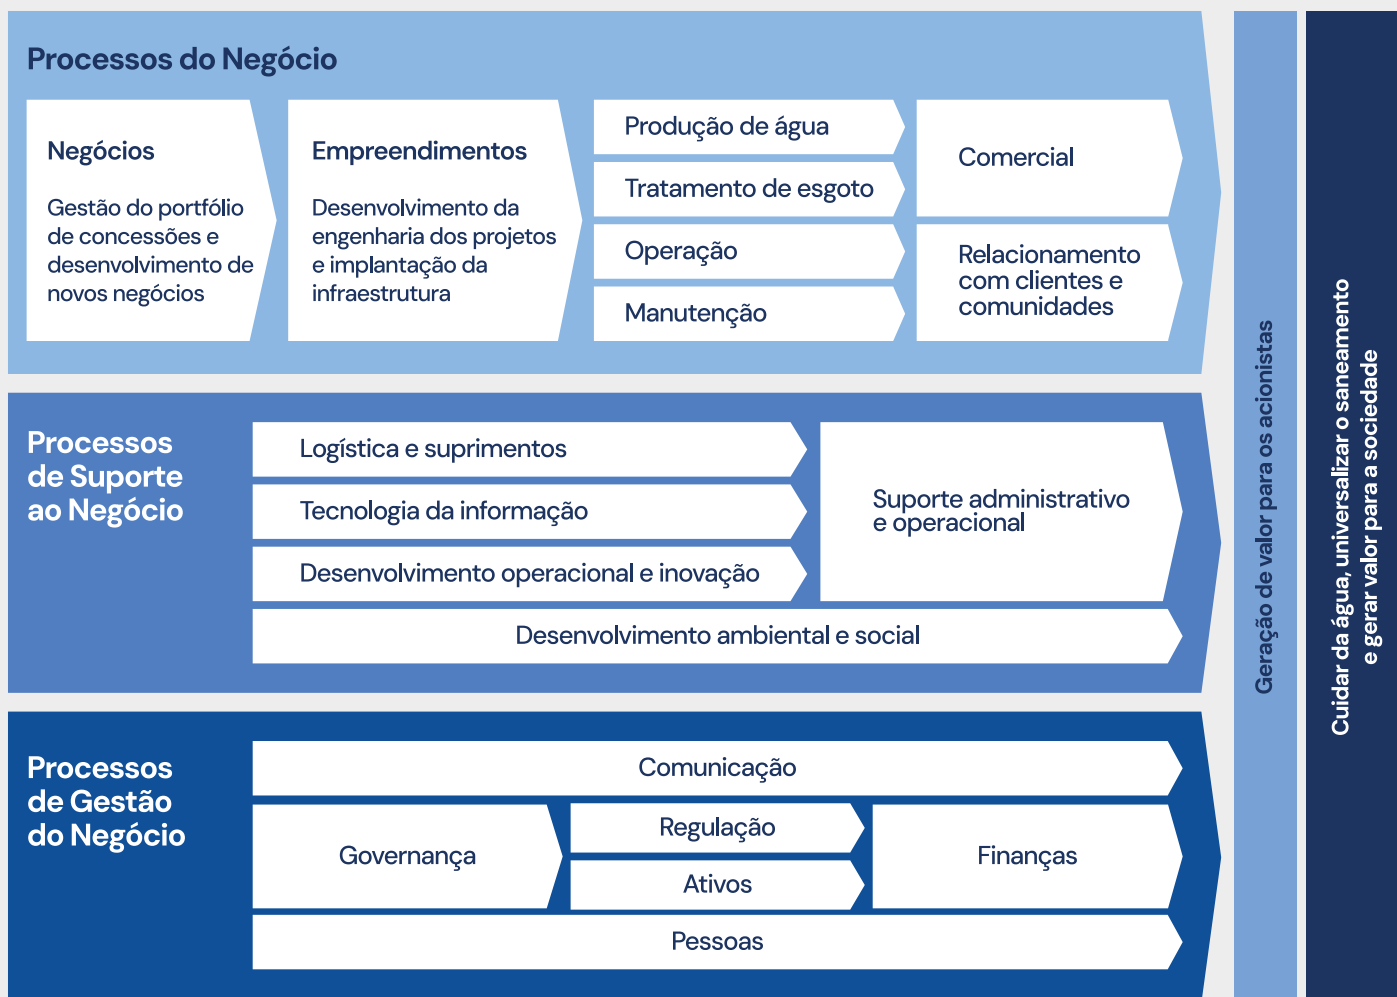 Processos do Negócio
Negócios
Gestão do portfólio
de concessões e
desenvolvimento de
novos negócios
Empreendimentos
Desenvolvimento da
engenharia dos projetos
e implantação da
infraestrutura
Produção de água
Tratamento de esgoto
Operação
Manutenção
Comercial
Relacionamento
com clientes e
comunidades
Processos
de Suporte
ao Negócio
Logística e suprimentos
Tecnologia da informação
Desenvolvimento operacional e inovação
Suporte administrativo
e operacional
Desenvolvimento ambiental e social
Processos
de Gestão
do Negócio
Comunicação
Governança
Regulação
Ativos
Finanças
Pessoas
Geração de valor para os acionistas
Cuidar da água, universalizar o saneamento
e gerar valor para a sociedade